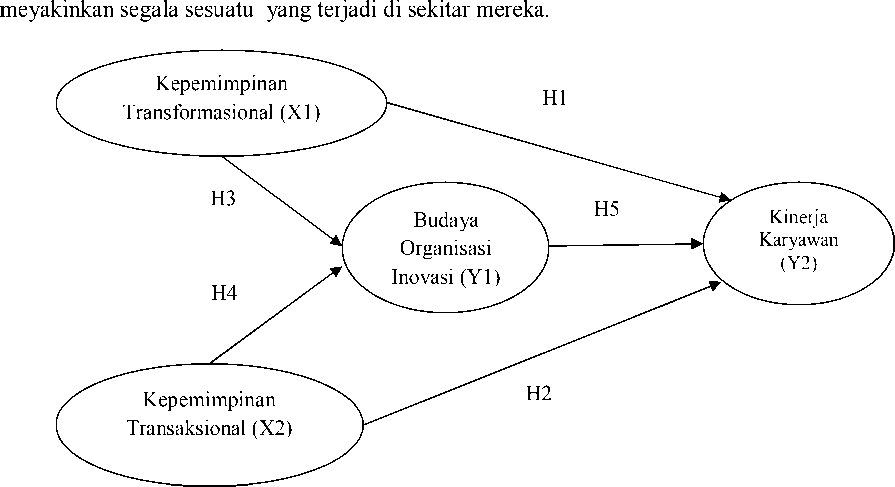 meyakinkan segala sesuatu yang terjadi di sekitar mereka.
Kepemimpinan
Transformasional (X1)
H1
H3
Budaya
Organisasi
Inovasi (Y1)
H5
Kinerja
Karyawan
(Y2)
H4
H2
Kepemimpinan
Transaksional (X2)